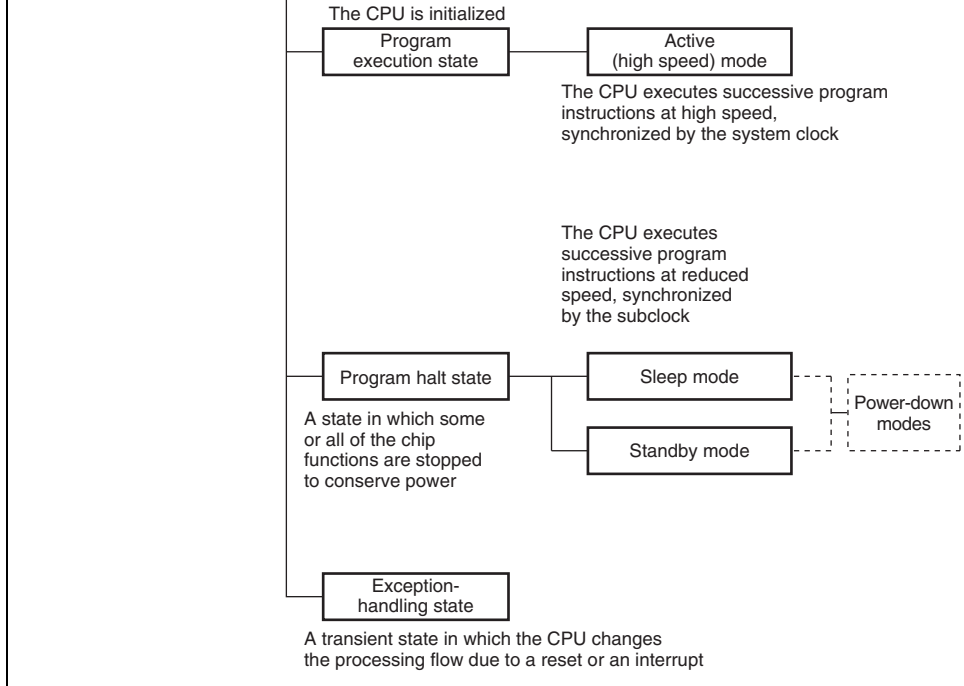 The CPU is initialized
Program
execution state
Active
(high speed) mode
The CPU executes successive program
instructions at high speed,
synchronized by the system clock
The CPU executes
successive program
instructions at reduced
speed, synchronized
by the subclock
Program halt state
Sleep mode
Power-down
modes
A state in which some
or all of the chip
functions are stopped
to conserve power
Standby mode
Exception-
handling state
A transient state in which the CPU changes
the processing flow due to a reset or an interrupt